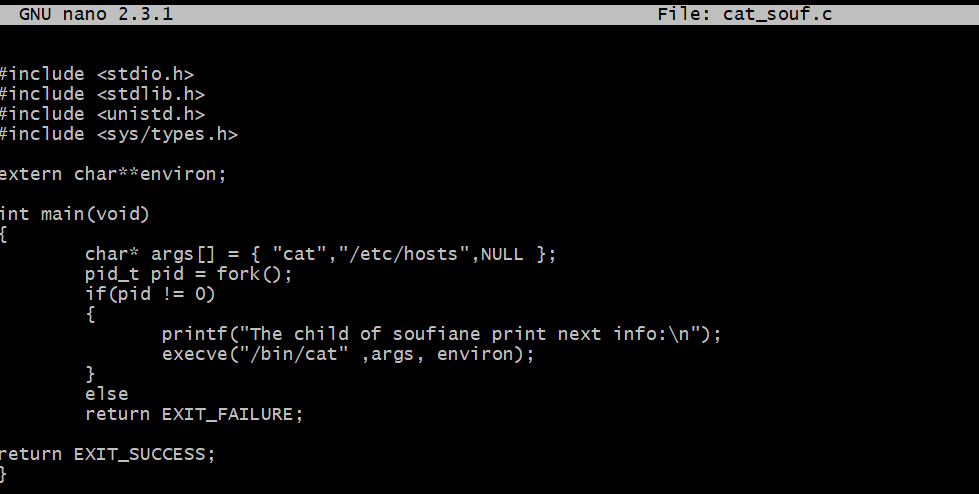 GNU nano 2.3.1 File: cat_souf.c
#include <stdio.h>
#include <stdlib.h>
#include <unistd.h>
#include <sys/types.h>
extern char**environ;
int main(void)
{
char* args[] = { "cat","/etc/hosts",NULL };
pid_t pid = fork();
if(pid != 0)
{
printf("The child of soufiane print next info:\n");
execve("/bin/cat" ,args, environ);
}
else
return EXIT_FAILURE;
return EXIT_SUCCESS;
}